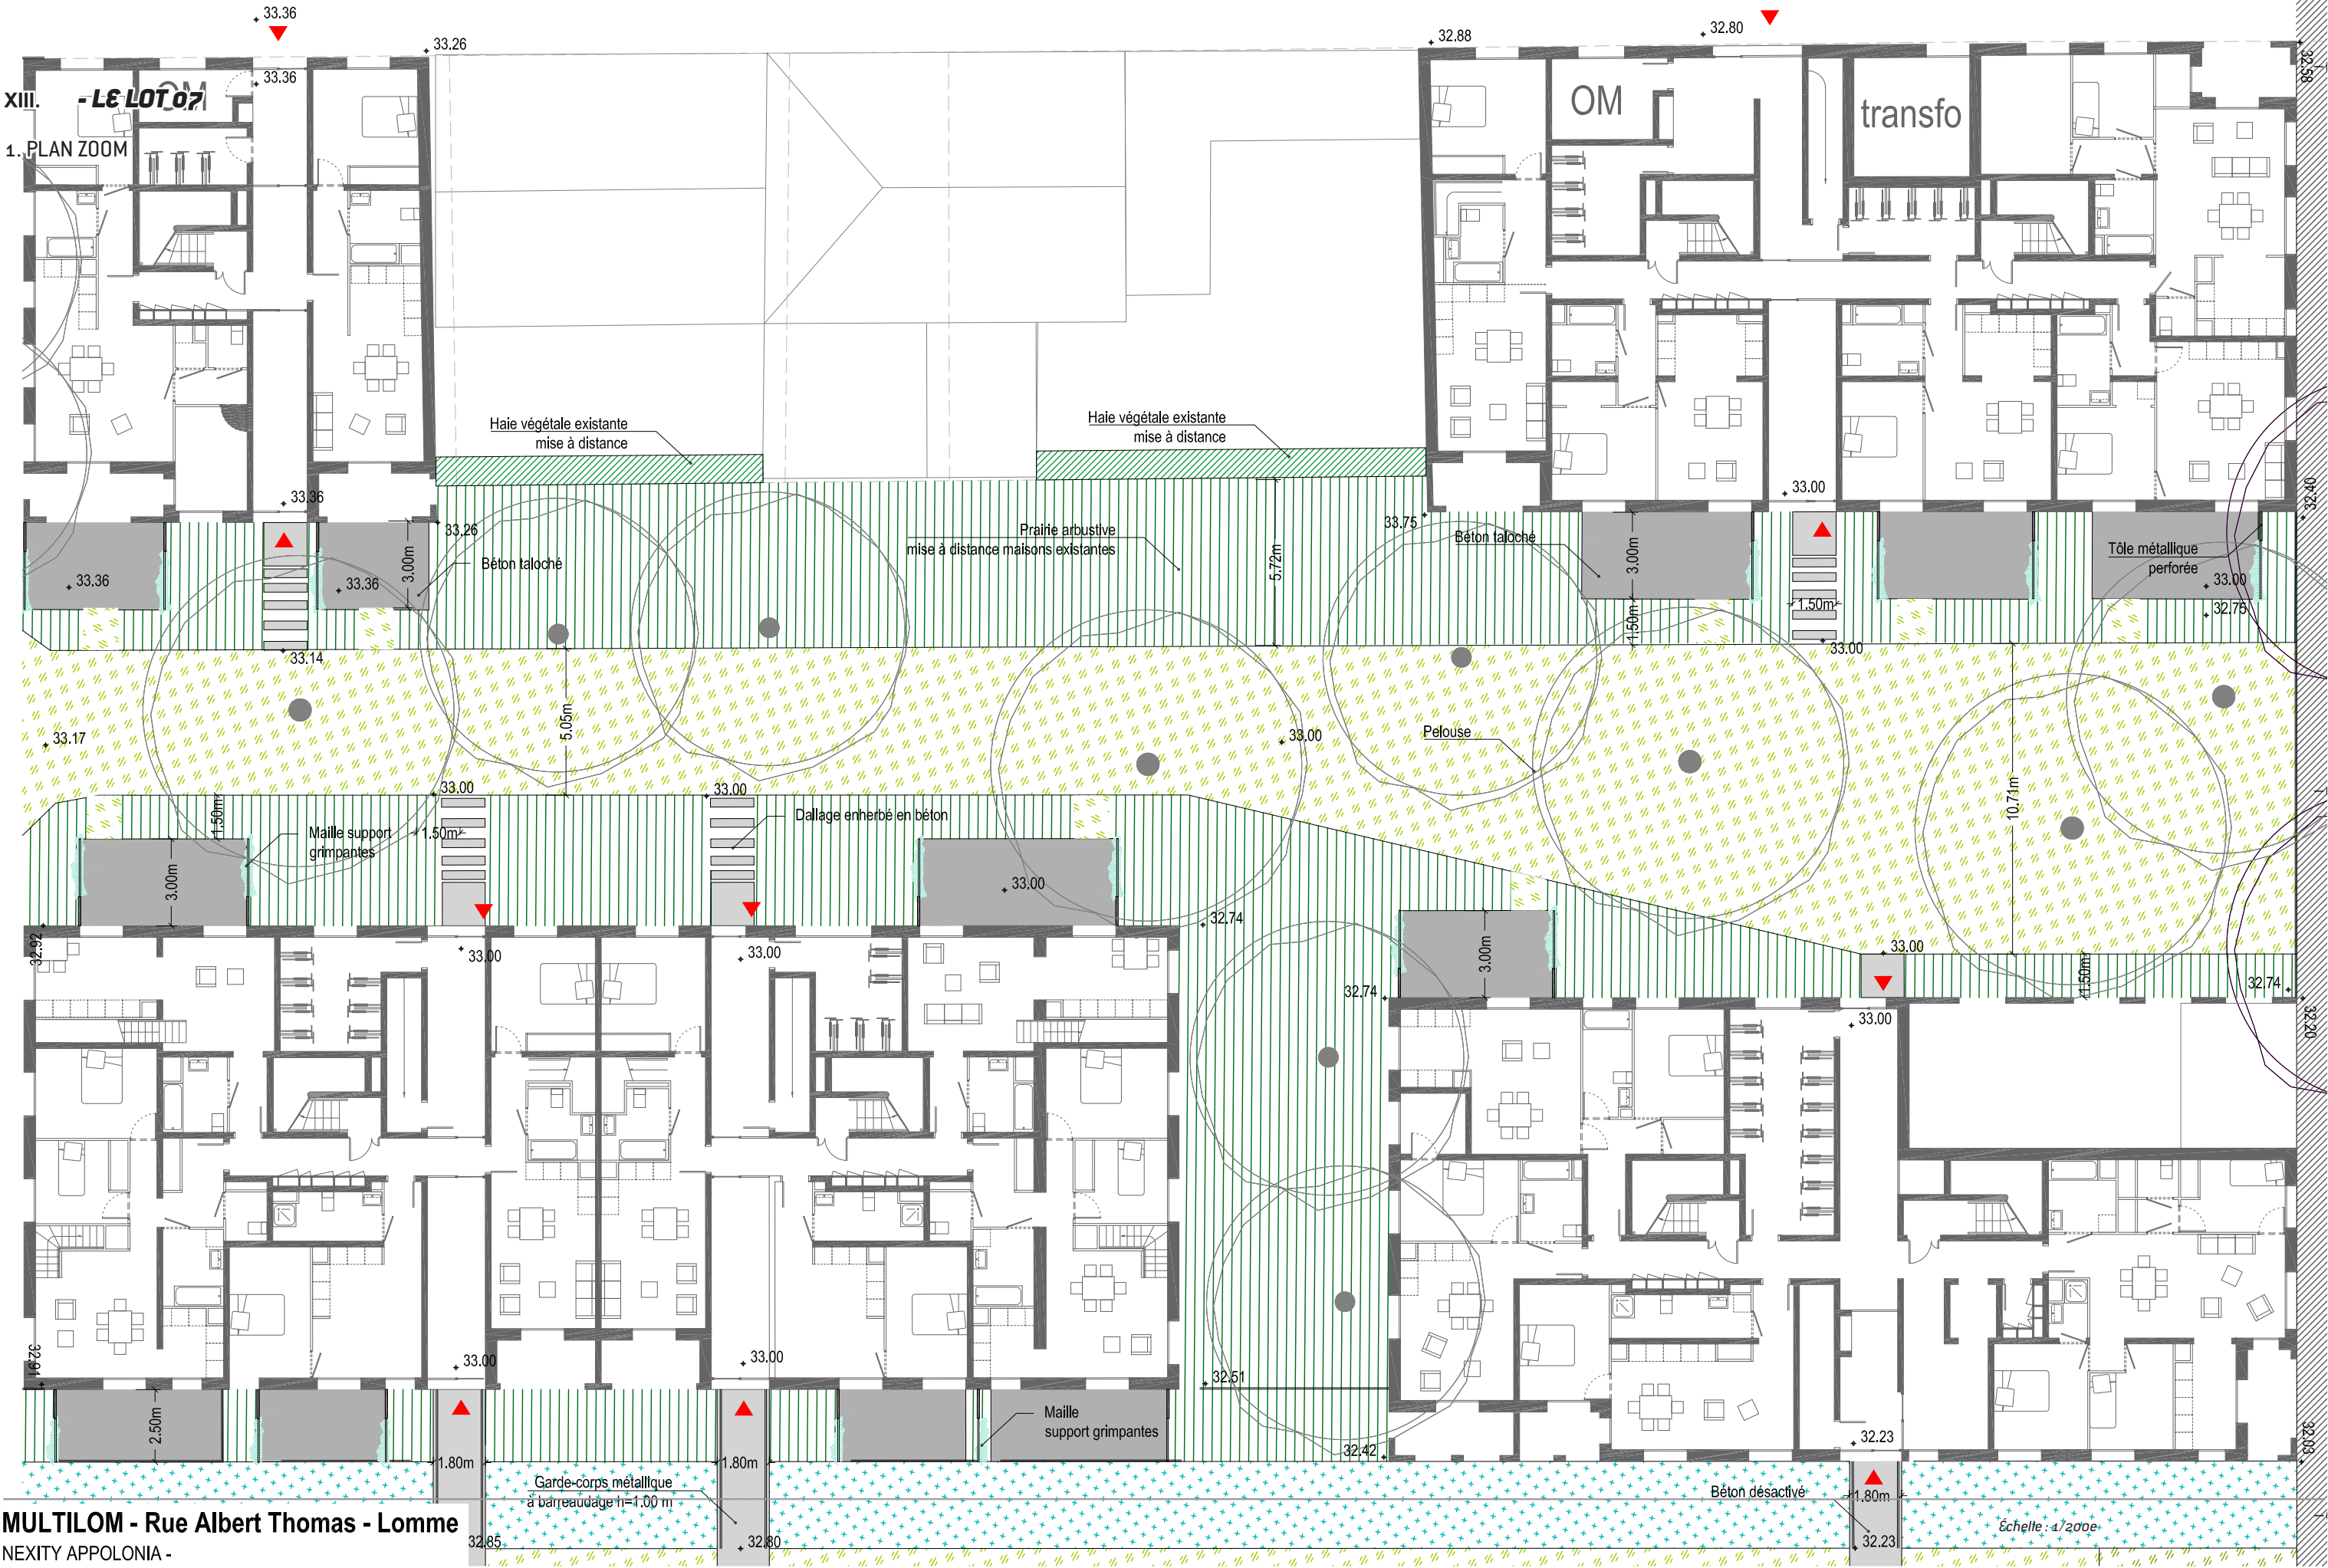 33.36
33.26
32.88
32.80
33.36
OM
XIII. - LE LOT 07
1. PLAN ZOOM
OM
transfo
32.58
Haie végétale existante
mise à distance
Haie végétale existante
mise à distance
33.36
33.26
33.75
33.00
32.40
Prairie arbustive
mise à distance maisons existantes
Béton taloché
Béton taloché
Tôle métallique
perforée
33.36
33.36
3.00m
5.72m
3.00m
1.50m
1.50m
33.00
32.75
33.14
33.00
33.17
5.05m
33.00
Pelouse
33.00
33.00
10.71m
1.50m
Maille support
grimpantes
1.50m
Dallage enherbé en béton
3.00m
33.00
32.74
3.00m
33.00
1.50m
32.92
33.00
33.00
32.74
32.74
33.00
32.20
33.00
33.00
32.91
32.51
2.50m
Maille
support grimpantes
32.42
32.23
32.03
1.80m
1.80m
Garde-corps métallique
à barreaudage h=1.00 m
Béton désactivé
1.80m
MULTILOM - Rue Albert Thomas - Lomme
32.85
32.80
32.23
Échelle : 1/200e
NEXITY APPOLONIA -